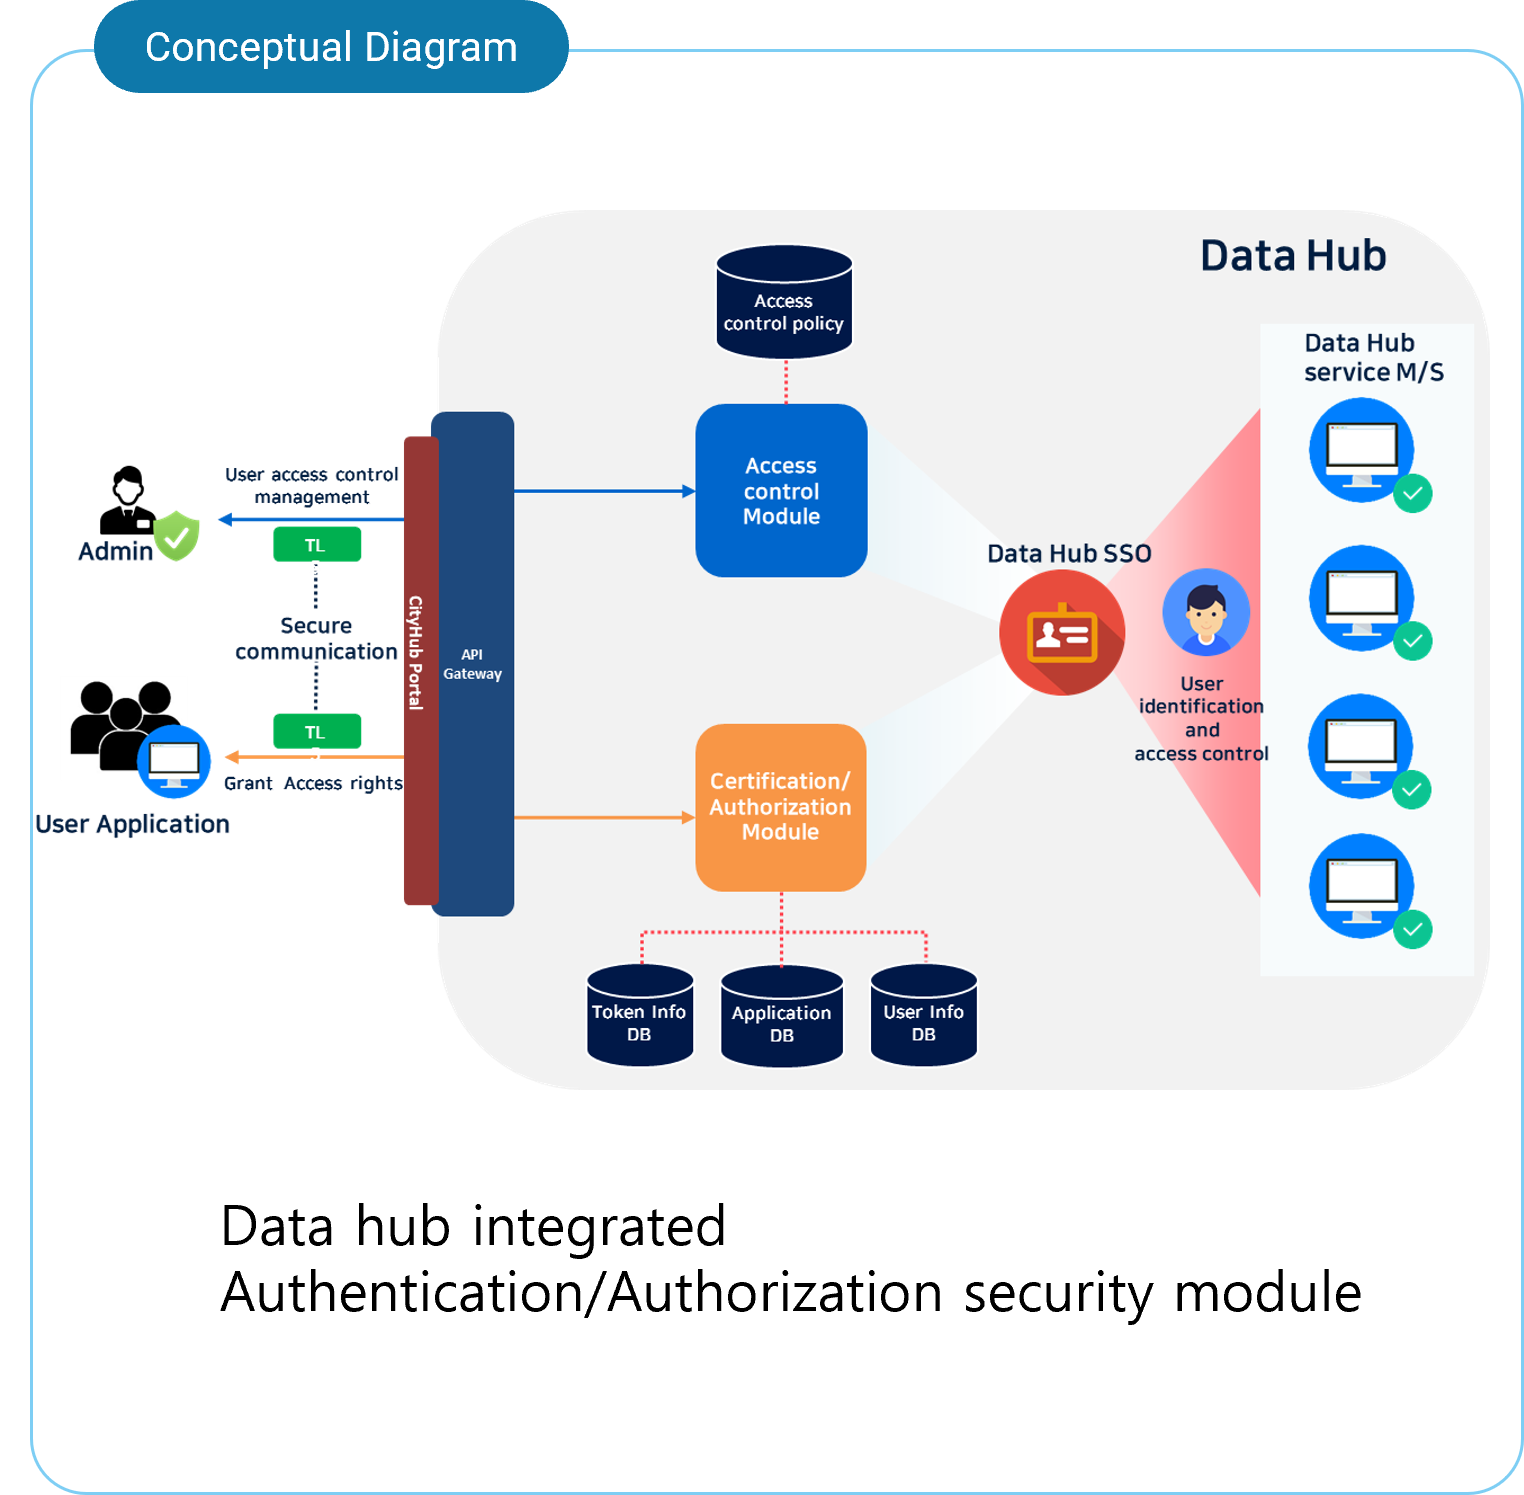 Conceptual Diagram
Data Hub
Access
control policy
Data Hub
service M/S
User access control
management
Access
control
Module
Admin
TL
Data Hub SSO
Secure
communication
CityHub Portal
API
Gateway
User
identification
and
access control
TL
Grant Access rights
Certification/
Authorization
Module
User Application
Token Info
DB
Application
DB
User Info
DB
Data hub integrated
Authentication/Authorization security module